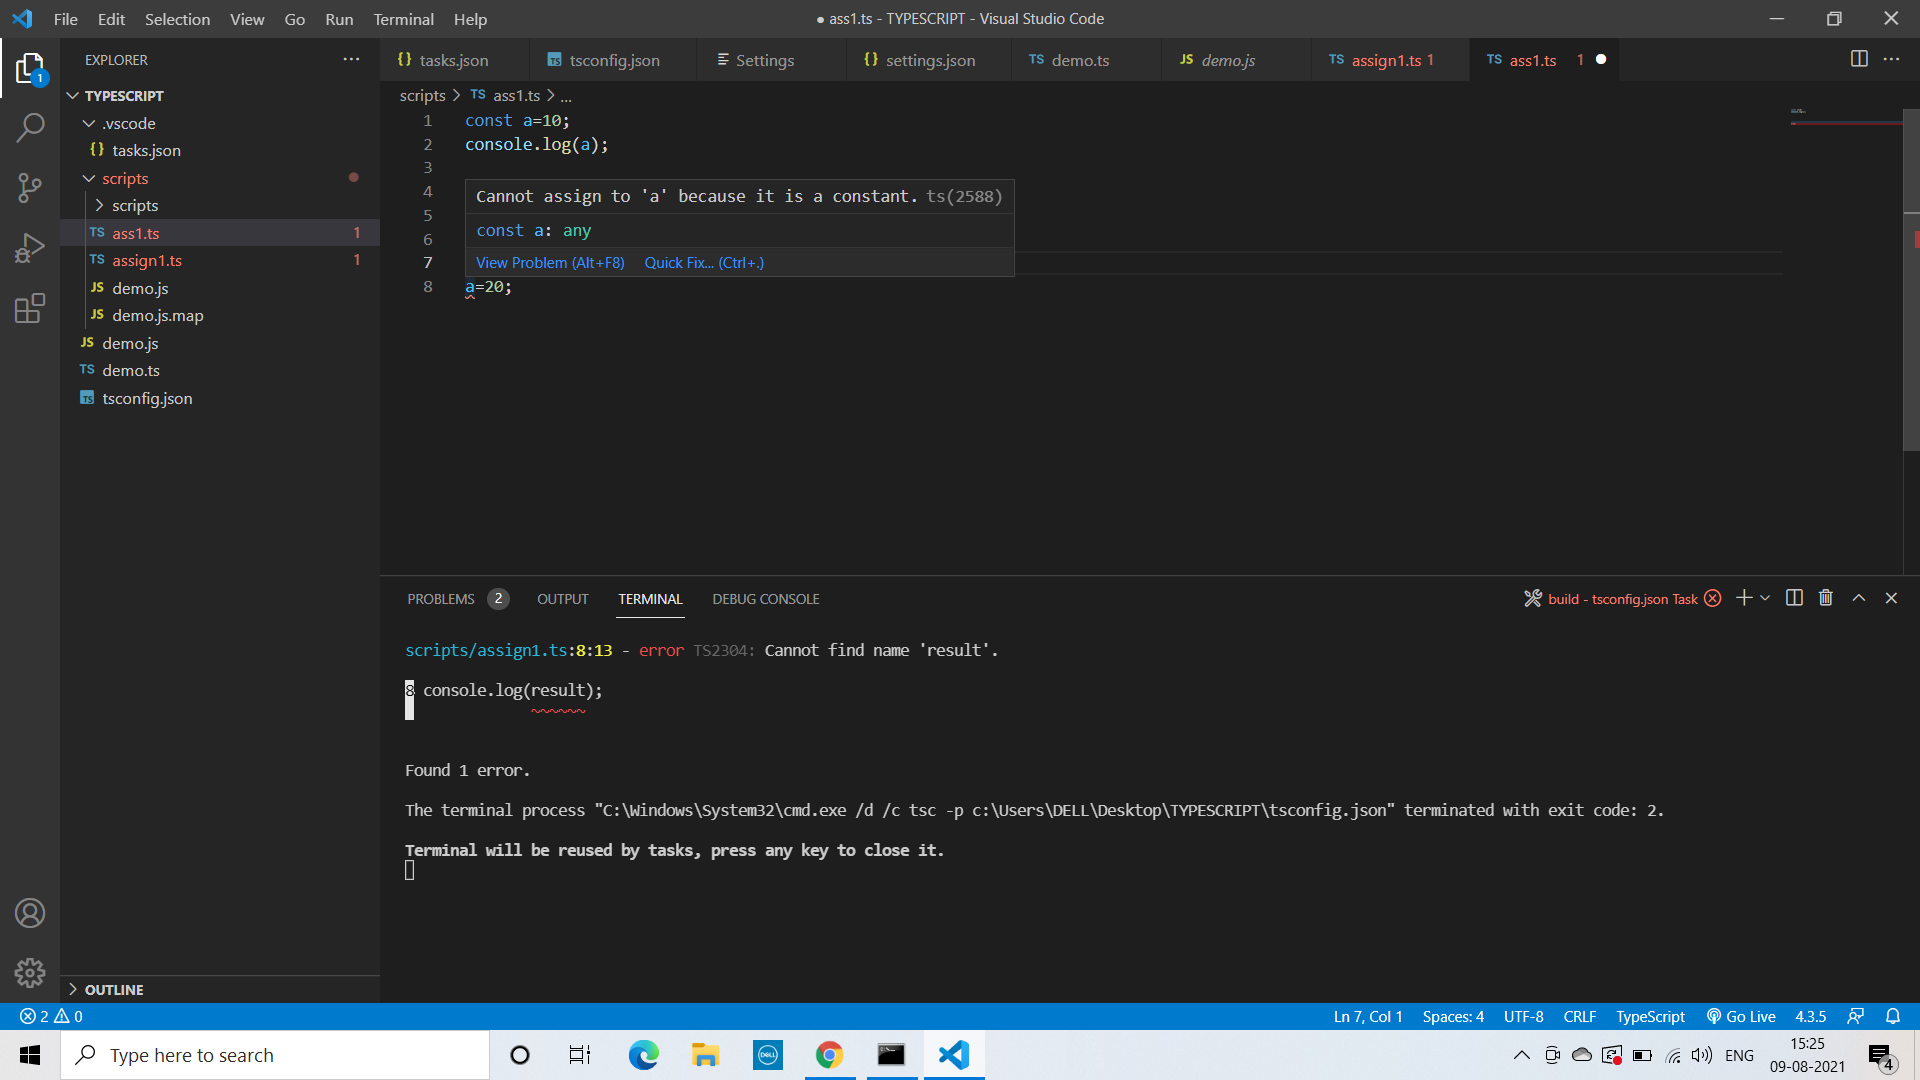 File Edit Selection View Go Run Terminal Help
● ass1.ts - TYPESCRIPT - Visual Studio Code
EXPLORER
TYPESCRIPT
.vscode
{} tasks.json
scripts
scripts
TS ass1.ts 1
TS assign1.ts 1
JS demo.js
JS demo.js.map
JS demo.js
TS demo.ts
TS tsconfig.json
OUTLINE
1
{} tasks.json
TS tsconfig.json
Settings
{} settings.json
TS demo.ts
JS demo.js
TS assign1.ts 1
TS ass1.ts 1
scripts > TS ass1.ts > ...
1 const a=10;
2 console.log(a);
3
4
5
6
7
8 a=20;
Cannot assign to 'a' because it is a constant. ts(2588)
const a: any
View Problem (Alt+F8) Quick Fix... (Ctrl+.)
PROBLEMS 2 OUTPUT TERMINAL DEBUG CONSOLE
build - tsconfig.json Task
scripts/assign1.ts:8:13 - error TS2304: Cannot find name 'result'.
8 console.log(result);
Found 1 error.
The terminal process "C:\Windows\System32\cmd.exe /d /c tsc -p c:\Users\DELL\Desktop\TYPESCRIPT\tsconfig.json" terminated with exit code: 2.
Terminal will be reused by tasks, press any key to close it.
2 0
Ln 7, Col 1 Spaces: 4 UTF-8 CRLF TypeScript Go Live 4.3.5
Type here to search
DELL
ENG
15:25
09-08-2021
4